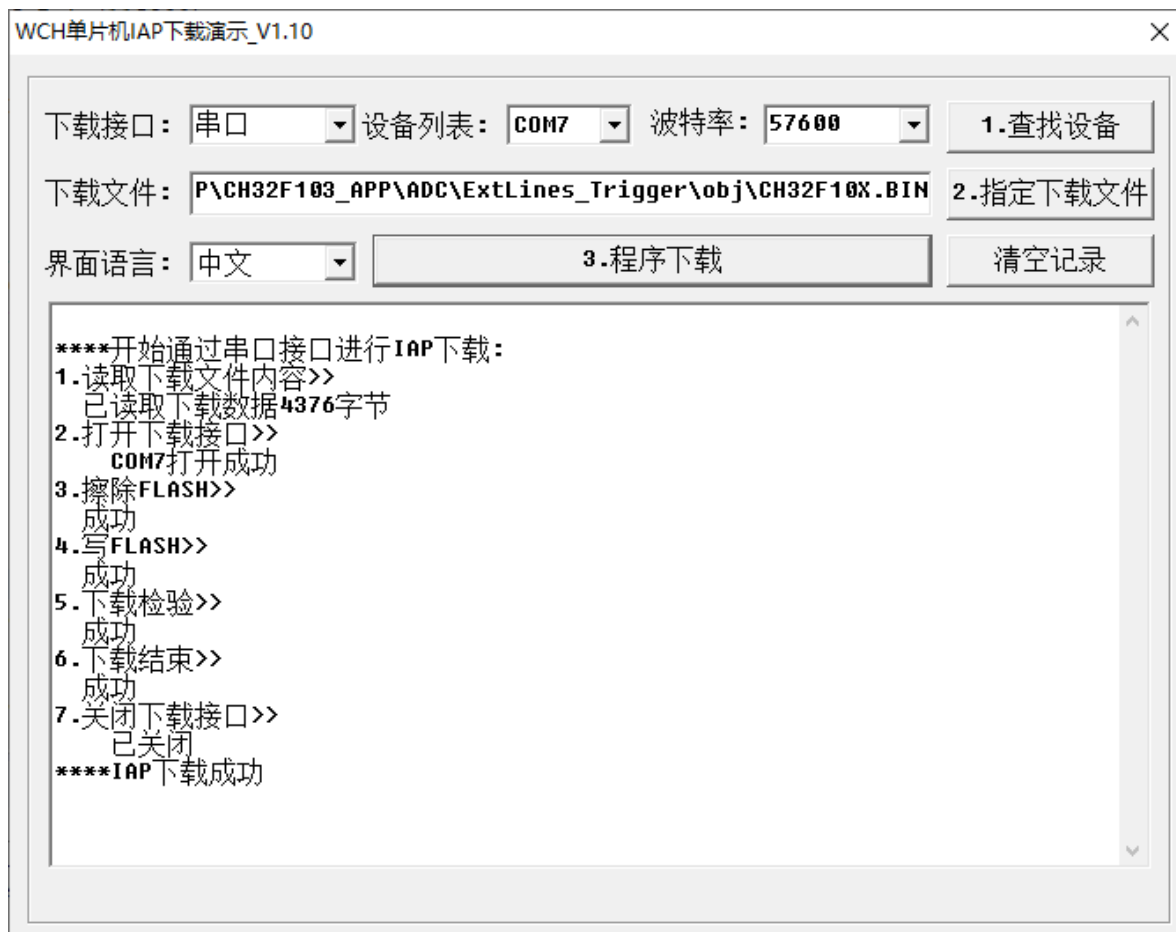 WCH单片机IAP下载演示_V1.10
下载接口: 串口 设备列表: COM7 波特率: 57600 1.查找设备
下载文件: P\CH32F103_APP\ADC\ExtLines_Trigger\obj\CH32F10X.BIN 2.指定下载文件
界面语言: 中文 3.程序下载 清空记录
****开始通过串口接口进行IAP下载:
1.读取下载文件内容>>
已读取下载数据4376字节
2.打开下载接口>>
COM7打开成功
3.擦除FLASH>>
成功
4.写FLASH>>
成功
5.下载检验>>
成功
6.下载结束>>
成功
7.关闭下载接口>>
已关闭
****IAP下载成功